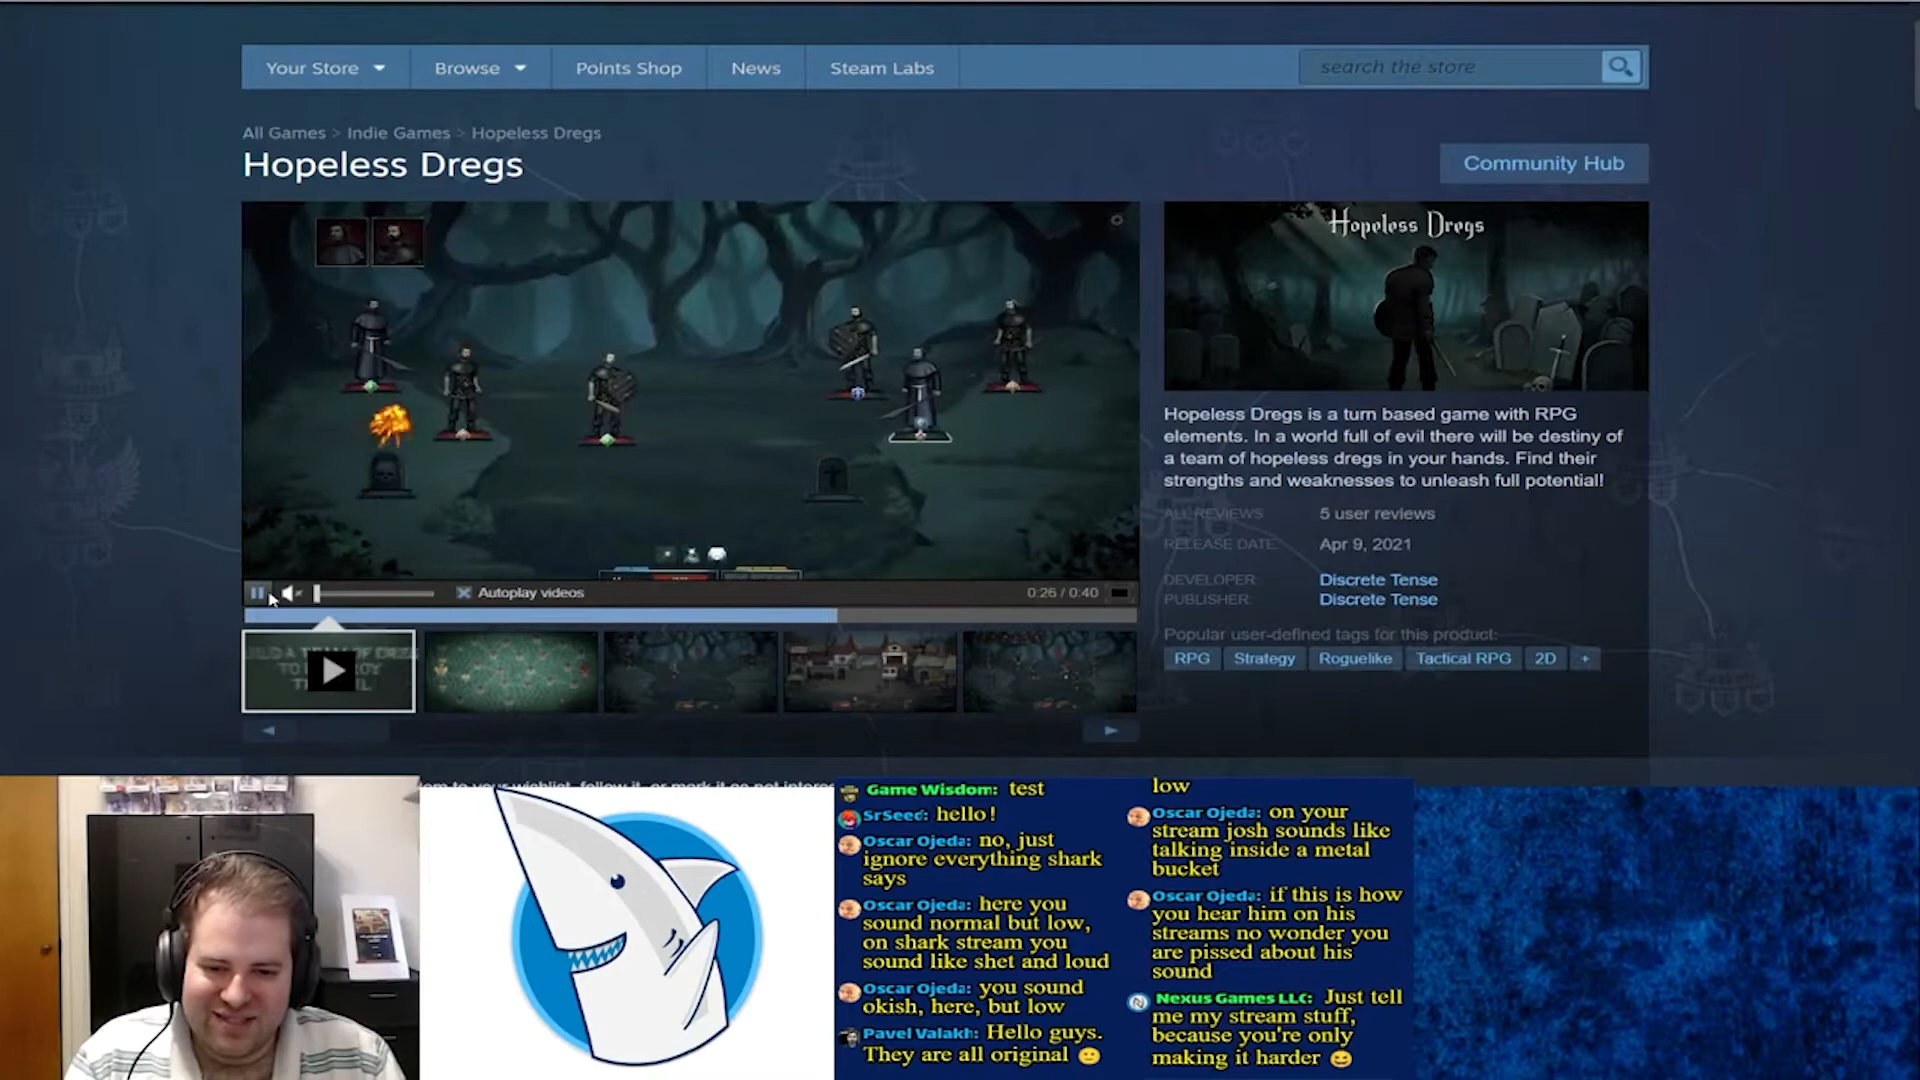 Your Store
Browse
Points Shop
News
Steam Labs
search the store
All Games > Indie Games > Hopeless Dregs
Hopeless Dregs
Community Hub
Hopeless Dregs
Hopeless Dregs is a turn based game with RPG
elements. In a world full of evil there will be destiny of
a team of hopeless dregs in your hands. Find their
strengths and weaknesses to unleash full potential!
ALL REVIEWS 5 user reviews
RELEASE DATE: Apr 9, 2021
DEVELOPER: Discrete Tense
PUBLISHER: Discrete Tense
Popular user-defined tags for this product:
RPG Strategy Roguelike Tactical RPG 2D +
Autoplay videos
0:26 / 0:40
Game Wisdom: test
SrSeed: hello!
Oscar Ojeda: no, just
ignore everything shark
says
Oscar Ojeda: here you
sound normal but low,
on shark stream you
sound like shet and loud
Oscar Ojeda: you sound
okish, here, but low
Pavel Valakh: Hello guys.
They are all original 🙂
low
Oscar Ojeda: on your
stream josh sounds like
talking inside a metal
bucket
Oscar Ojeda: if this is how
you hear him on his
streams no wonder you
are pissed about his
sound
Nexus Games LLC: Just tell
me my stream stuff,
because you're only
making it harder 😄